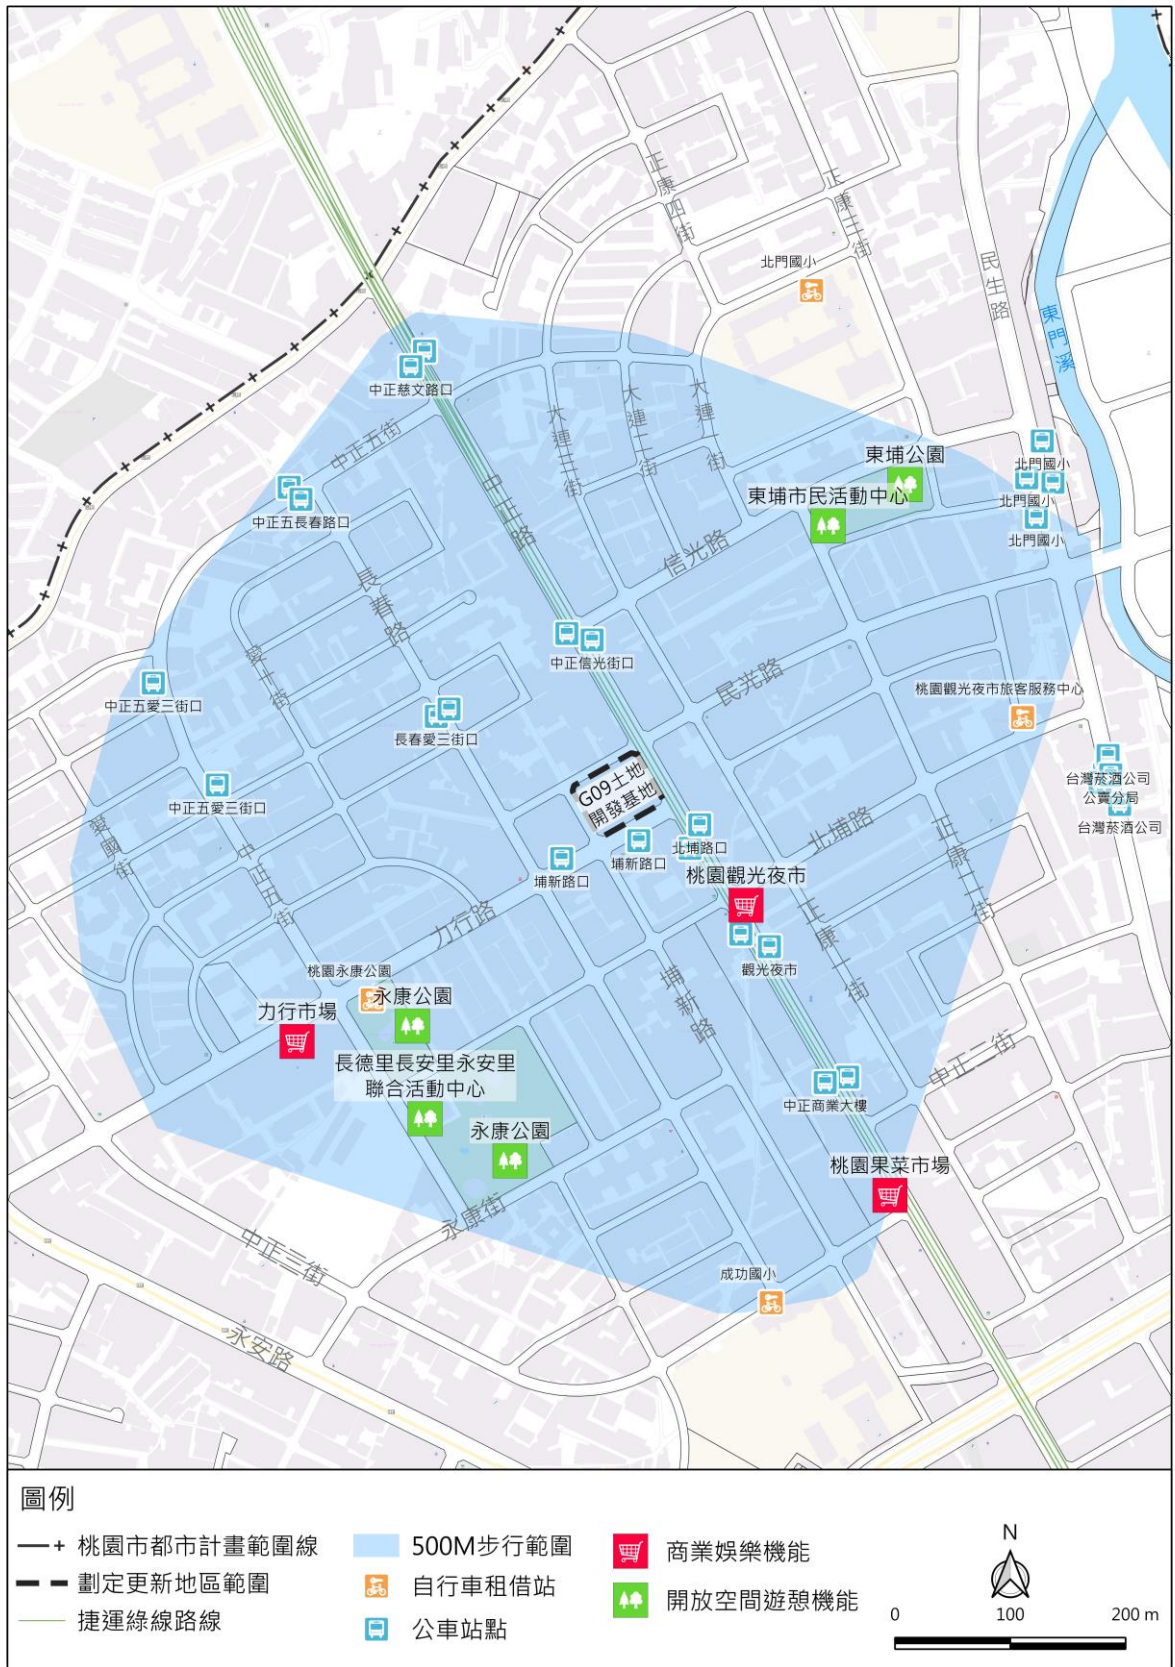 正康四街
正康三街
民生路
東門溪
北門國小
中正慈文路口
中正五街
大連三街
大連二街
大連一街
中正路
東埔公園
北門國小
東埔市民活動中心
北門國小
北門國小
中正五長春路口
信光路
長春路
中正信光街口
愛十街
民光路
中正五愛三街口
桃園觀光夜市旅客服務中心
長春愛三街口
G09土地
開發基地
中正五愛三街口
台灣菸酒公司
公賣分局
台灣菸酒公司
愛國街
中正五街
北埔路口
埔新路口
埔新路口
北埔路
正康二街
桃園觀光夜市
力行路
正康一街
觀光夜市
桃園永康公園
永康公園
埔新路
力行市場
長德里長安里永安里
聯合活動中心
中正二街
中正商業大樓
永康公園
桃園果菜市場
永康街
中正三街
成功國小
永安路
圖例
桃園市都市計畫範圍線
劃定更新地區範圍
捷運綠線路線
500M步行範圍
自行車租借站
公車站點
商業娛樂機能
開放空間遊憩機能
N
0 100 200 m